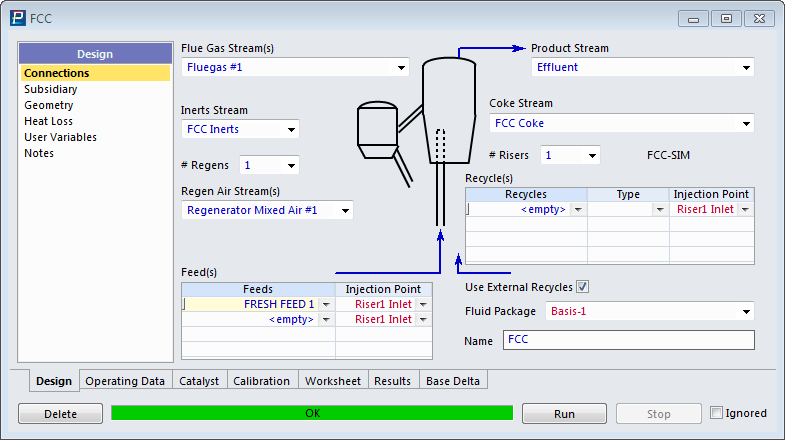 FCC
Design
Connections
Subsidiary
Geometry
Heat Loss
User Variables
Notes
Flue Gas Stream(s)
Fluegas #1
Inerts Stream
FCC Inerts
# Regens 1
Regen Air Stream(s)
Regenerator Mixed Air #1
Product Stream
Effluent
Coke Stream
FCC Coke
# Risers 1 FCC-SIM
Recycle(s)
Recycles Type Injection Point
<empty> Riser1 Inlet
Feed(s)
Feeds Injection Point
FRESH FEED 1 Riser1 Inlet
<empty> Riser1 Inlet
Use External Recycles
Fluid Package Basis-1
Name FCC
Design Operating Data Catalyst Calibration Worksheet Results Base Delta
Delete OK Run Stop Ignored